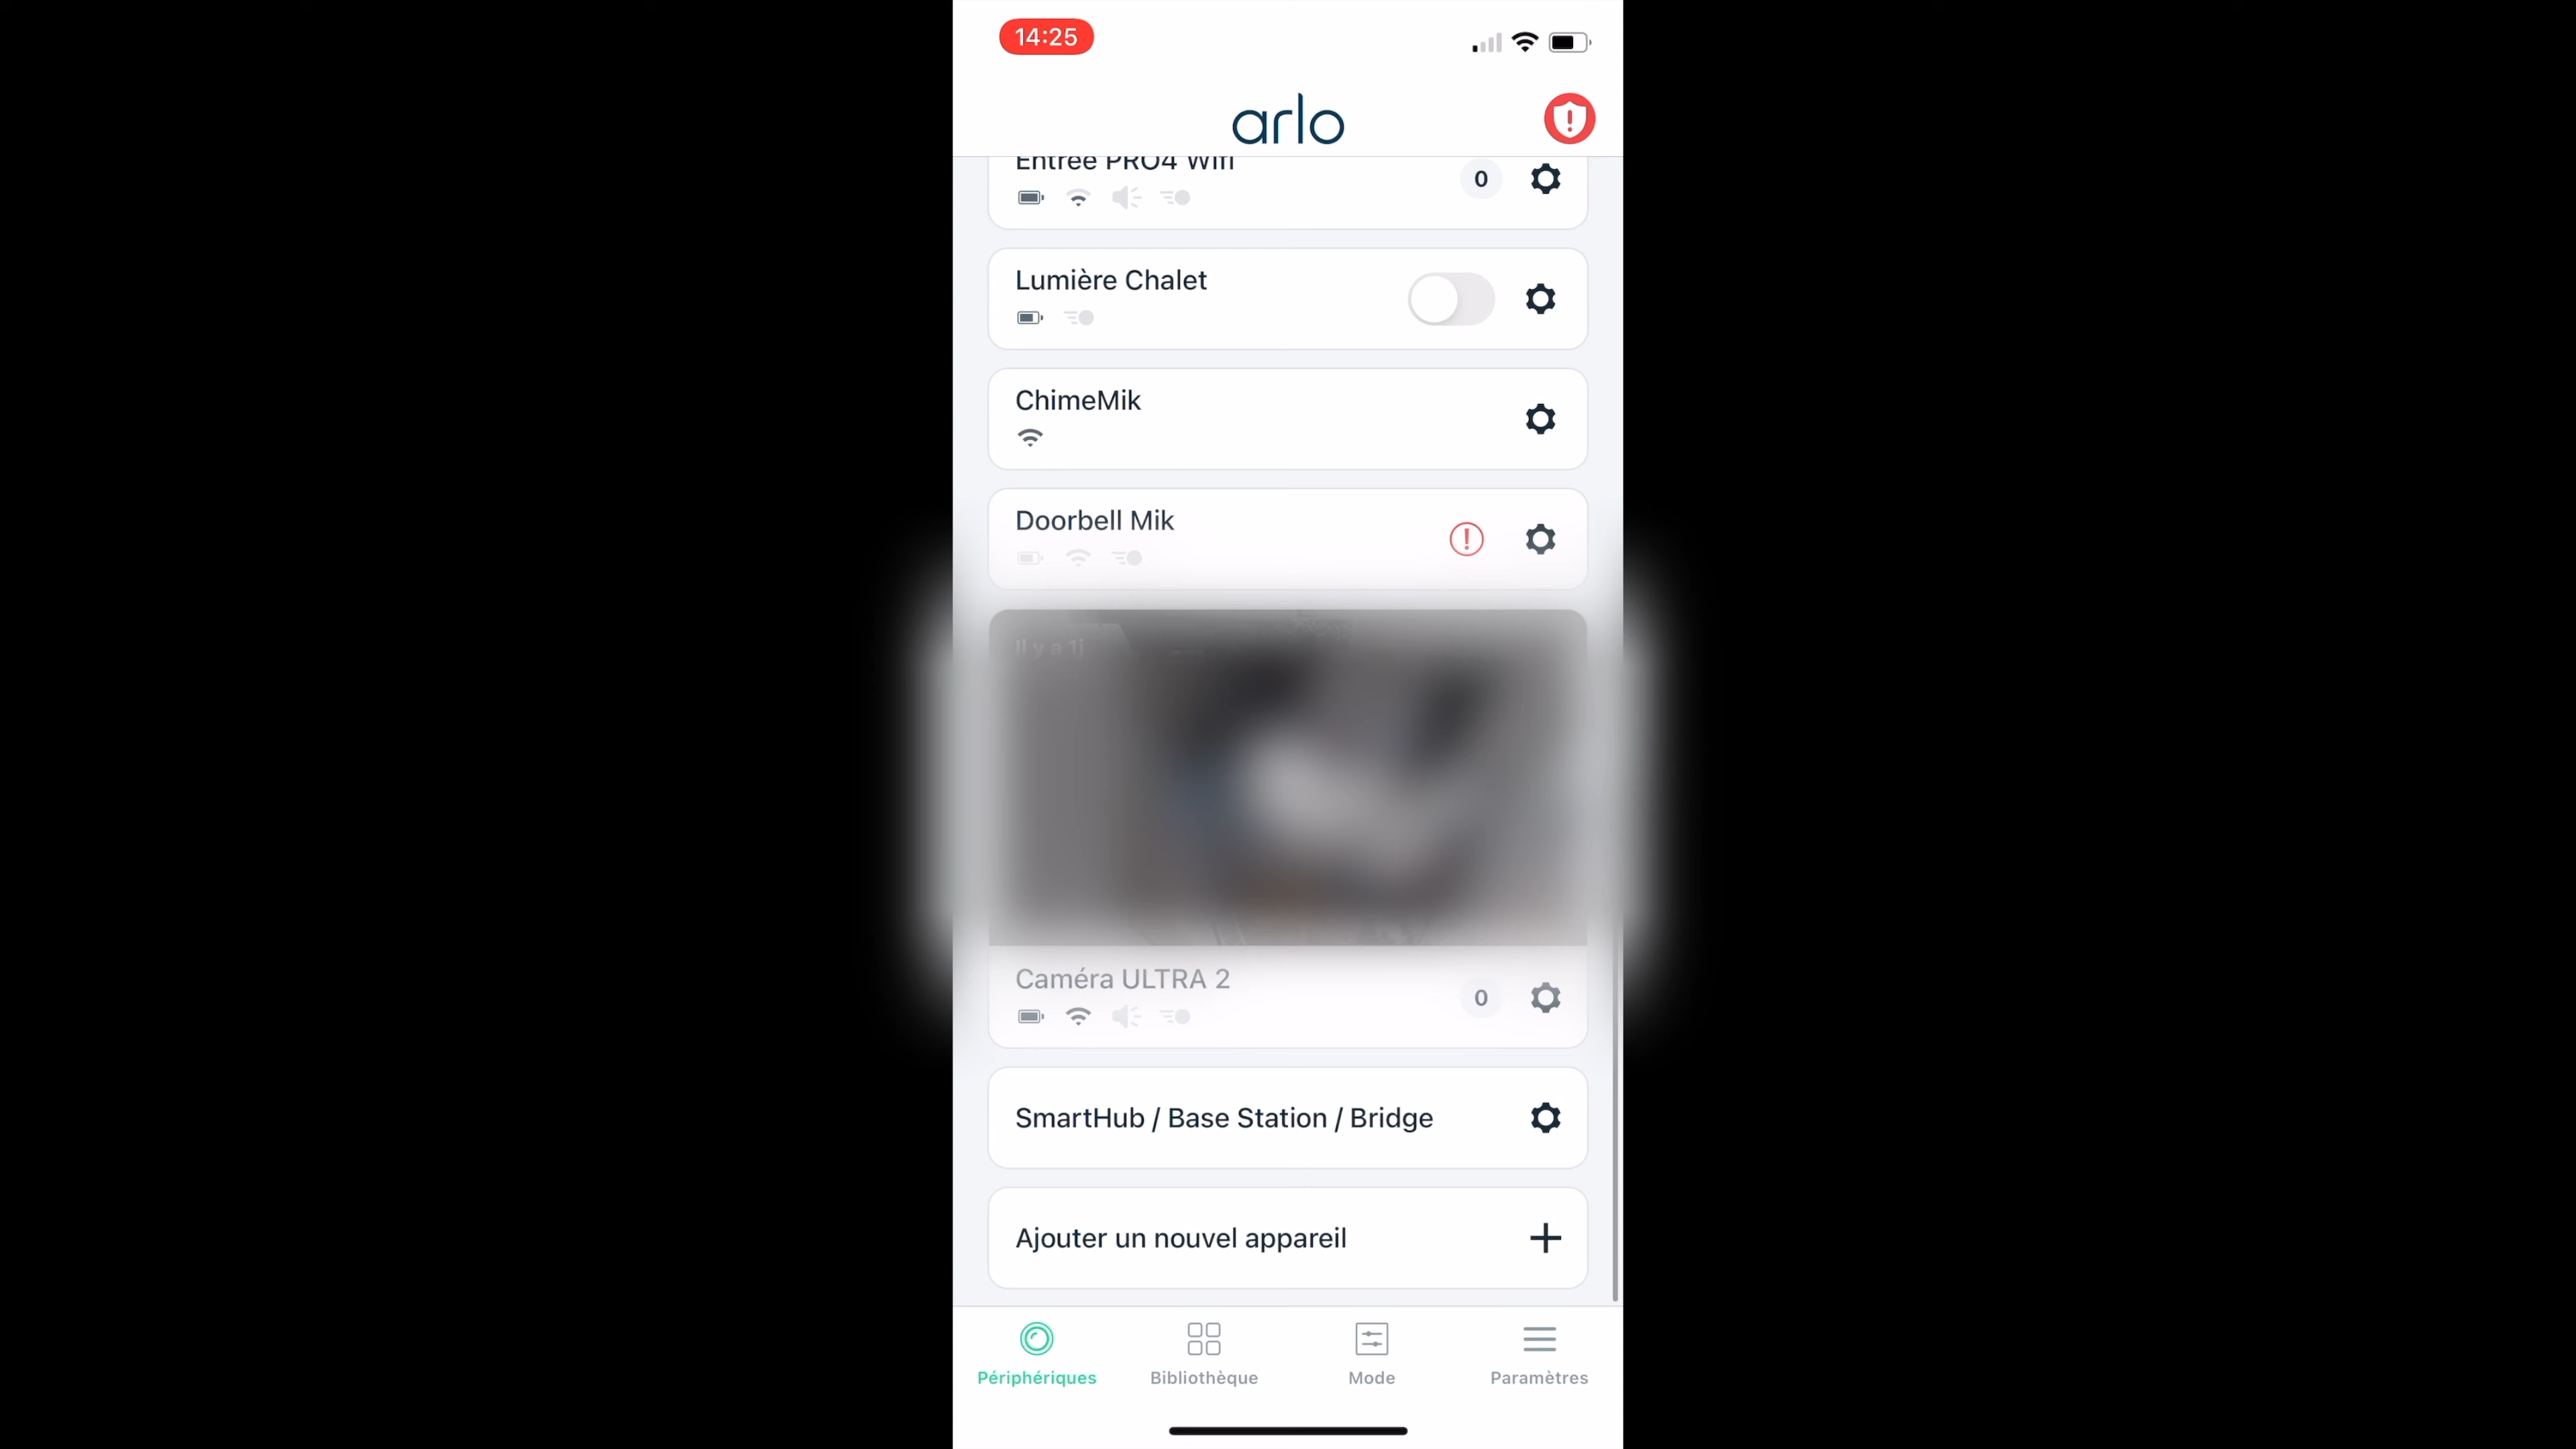 14:25
arlo
Entrée PRO4 Wifi
0
Lumière Chalet
ChimeMik
Doorbell Mik
Il y a 1j
Caméra ULTRA 2
0
SmartHub / Base Station / Bridge
Ajouter un nouvel appareil
Périphériques
Bibliothèque
Mode
Paramètres